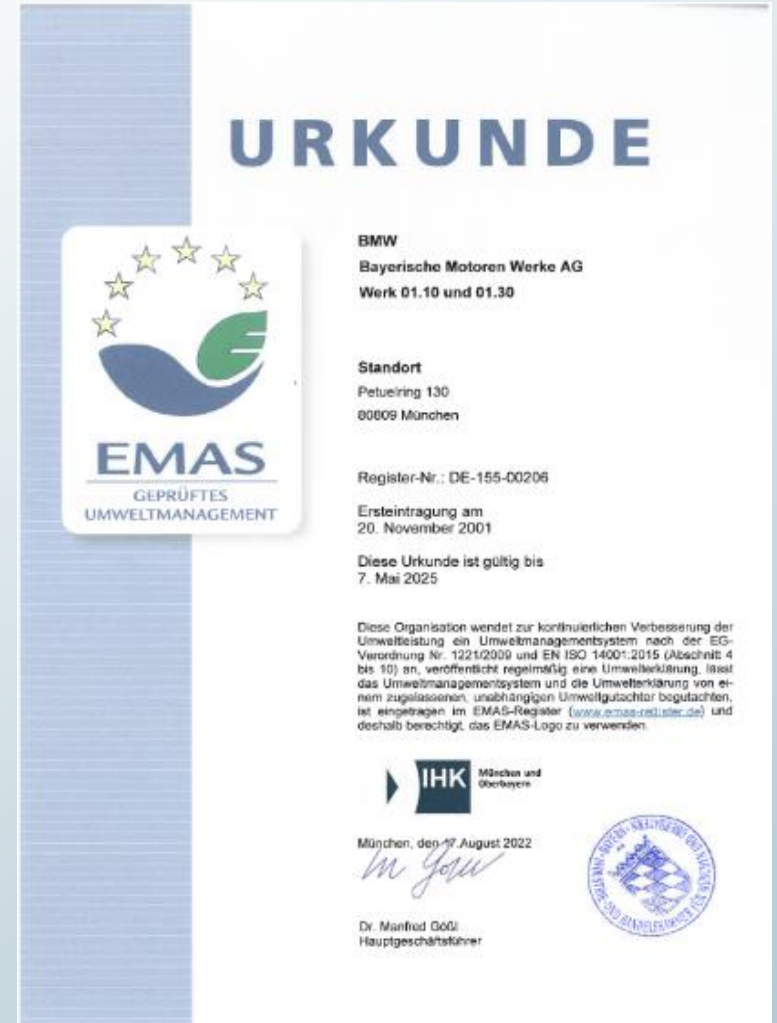 URKUNDE
BMW
Bayerische Motoren Werke AG
Werk 01.10 und 01.30
EMAS
GEPRÜFTES
UMWELTMANAGEMENT
Standort
Petuelring 130
80809 München
Register-Nr.: DE-155-00206
Ersteintragung am
20. November 2001
Diese Urkunde ist gültig bis
7. Mai 2025
Diese Organisation wendet zur kontinuierlichen Verbesserung der
Umweltleistung ein Umweltmanagementsystem nach der EG-
Verordnung Nr. 1221/2009 und EN ISO 14001:2015 (Abschnitt 4
bis 10) an, veröffentlicht regelmäßig eine Umwelterklärung, lässt
das Umweltmanagementsystem und die Umwelterklärung von ei-
nem zugelassenen, unabhängigen Umweltgutachter begutachten,
ist eingetragen im EMAS-Register (www.emas-register.de) und
deshalb berechtigt, das EMAS-Logo zu verwenden.
IHK
München und
Oberbayern
München, den 17. August 2022
Dr. Manfred Gößl
Hauptgeschäftsführer